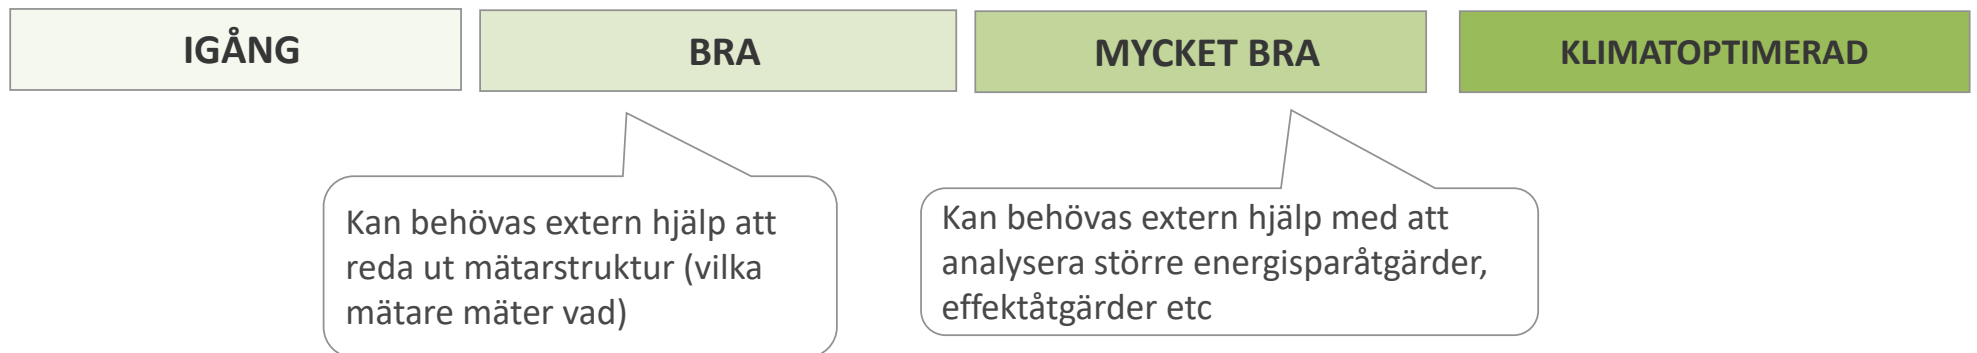 IGÅNG
BRA
MYCKET BRA
KLIMATOPTIMERAD
Kan behövas extern hjälp att
reda ut mätarstruktur (vilka
mätare mäter vad)
Kan behövas extern hjälp med att
analysera större energisparåtgärder,
effektåtgärder etc